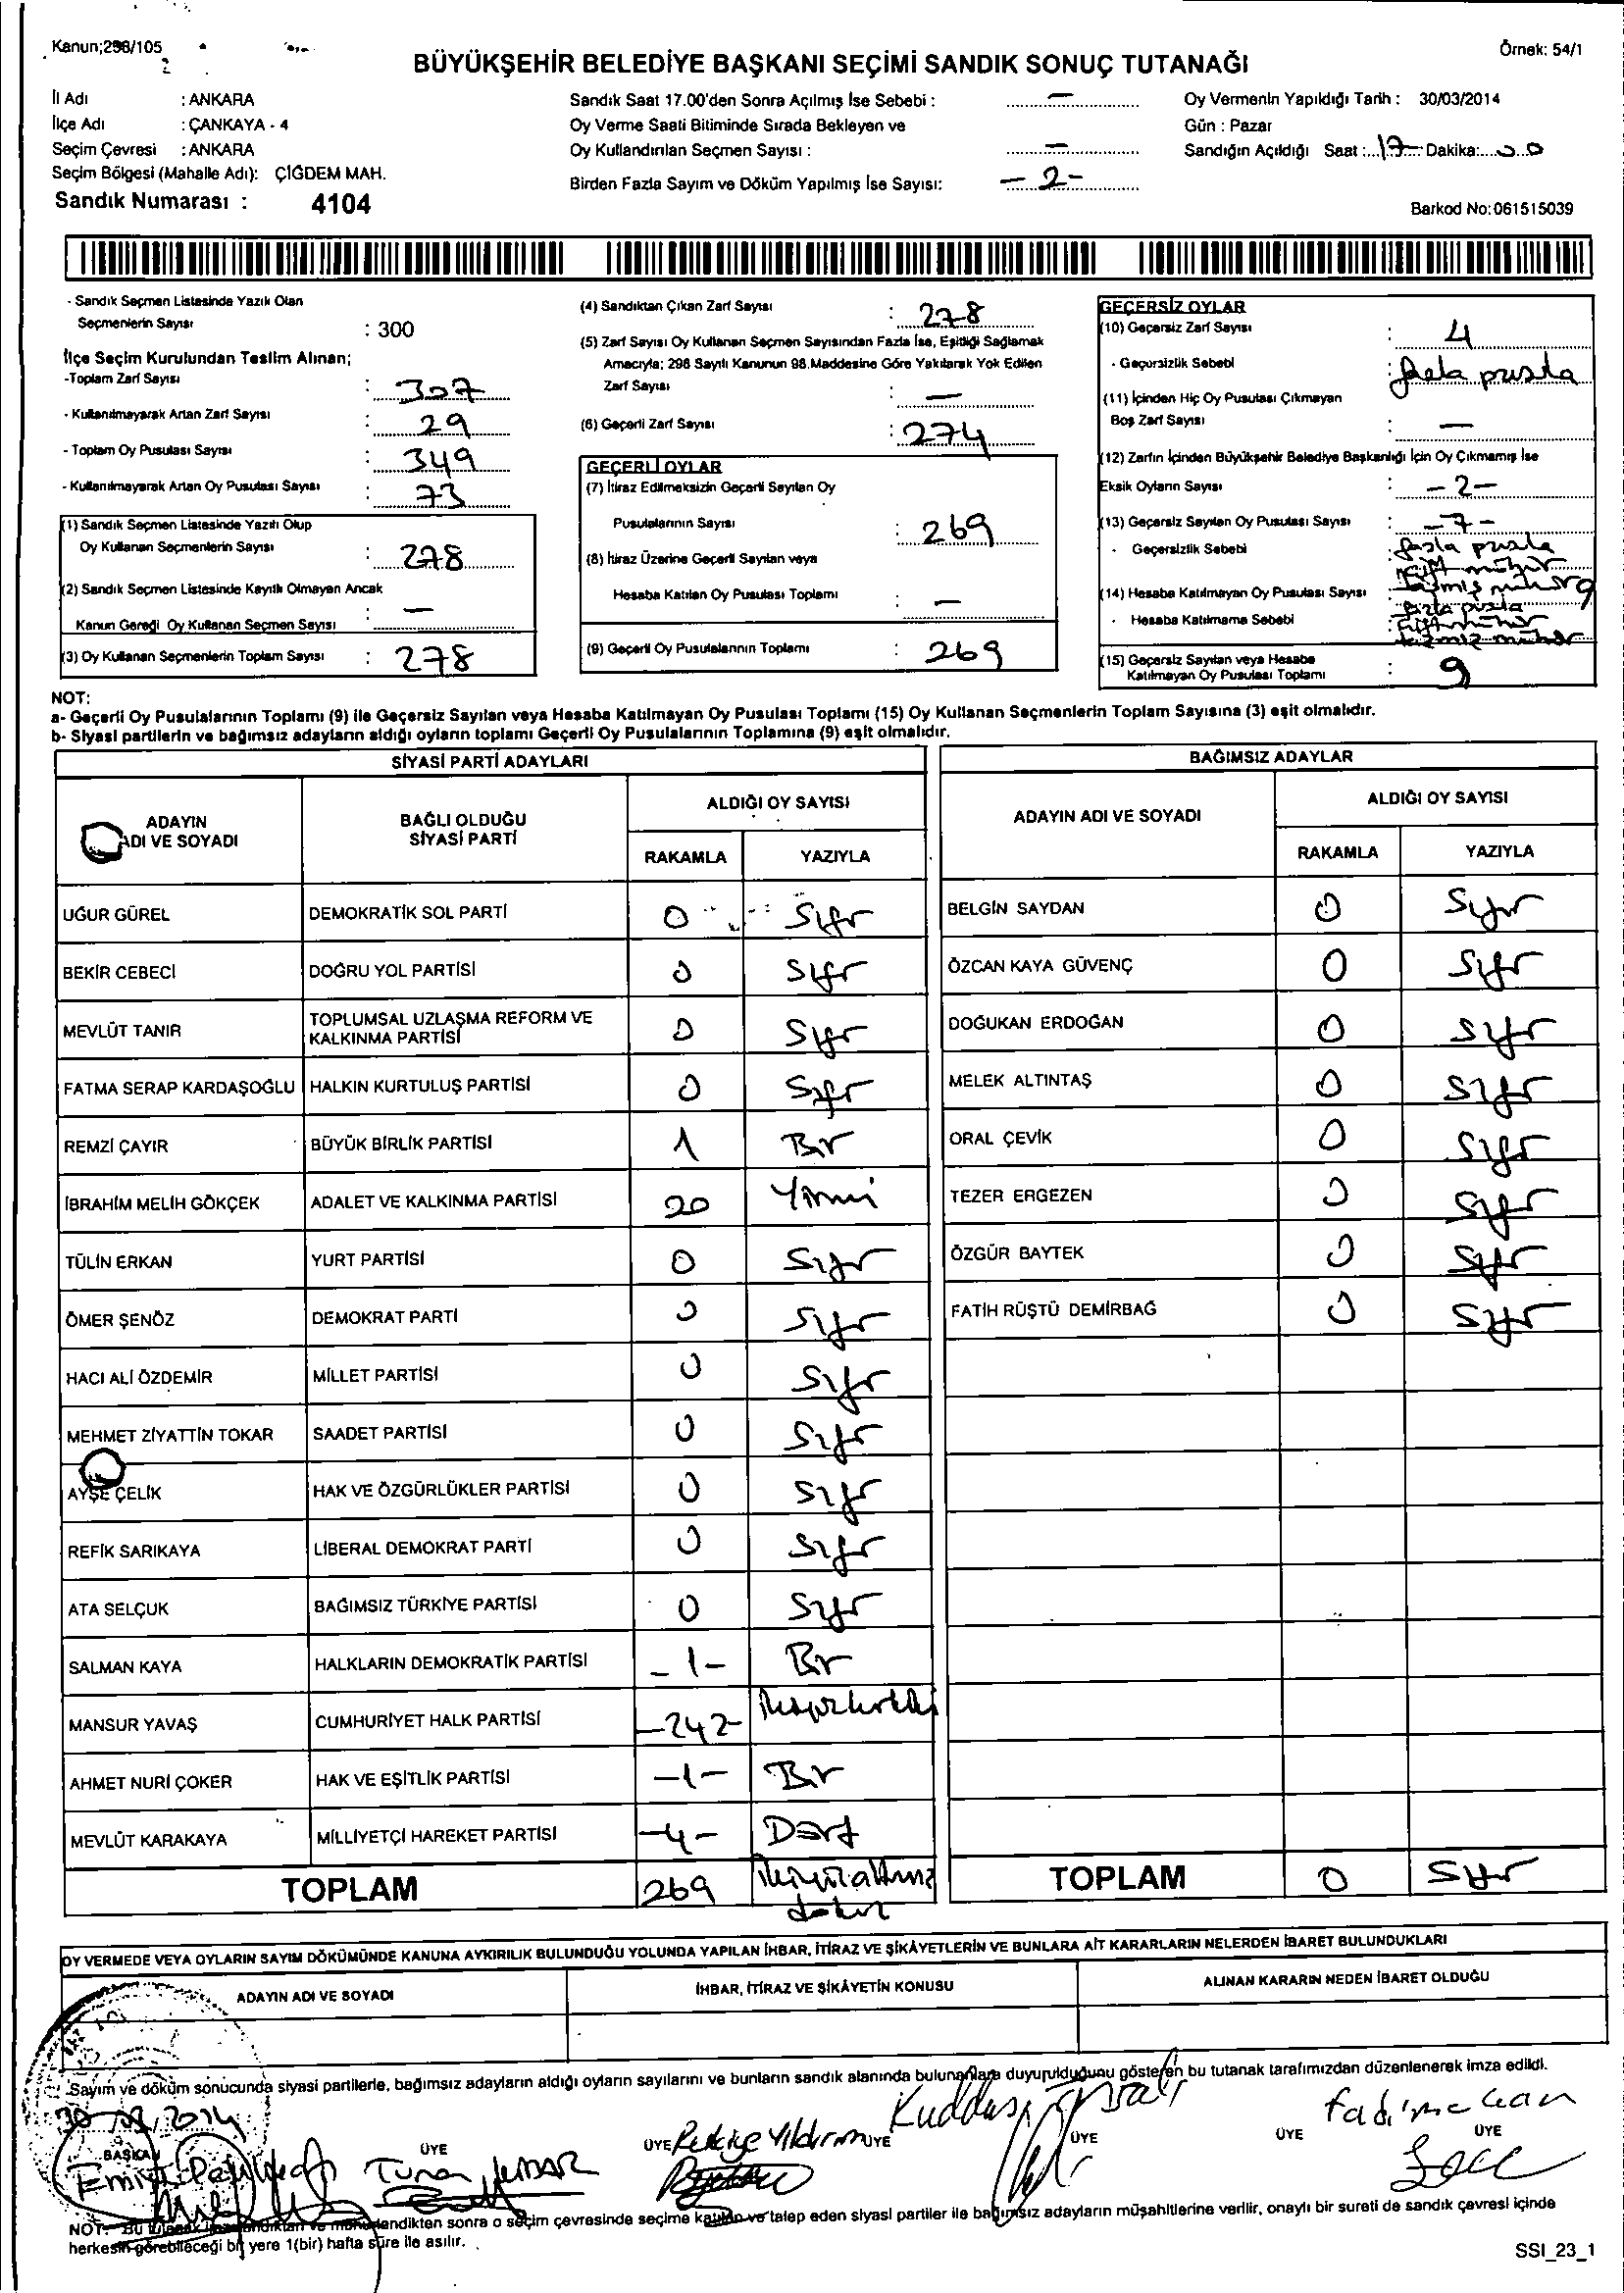 Kanun;298/105
Örnek: 54/1
BÜYÜKŞEHİR BELEDİYE BAŞKANI SEÇİMİ SANDIK SONUÇ TUTANAĞI
İl Adı : ANKARA
İlçe Adı : ÇANKAYA - 4
Seçim Çevresi : ANKARA
Seçim Bölgesi (Mahalle Adı): ÇİĞDEM MAH.
Sandık Numarası : 4104
Sandık Saat 17.00'den Sonra Açılmış İse Sebebi : —
Oy Verme Saati Bitiminde Sırada Bekleyen ve
Oy Kullandırılan Seçmen Sayısı : —
Birden Fazla Sayım ve Döküm Yapılmış İse Sayısı: - 2 -
Oy Vermenin Yapıldığı Tarih : 30/03/2014
Gün : Pazar
Sandığın Açıldığı Saat : 17 Dakika: 00
Barkod No:061515039
- Sandık Seçmen Listesinde Yazılı Olan
Seçmenlerin Sayısı : 300
İlçe Seçim Kurulundan Teslim Alınan;
-Toplam Zarf Sayısı : 307
- Kullanılmayarak Artan Zarf Sayısı : 29
- Toplam Oy Pusulası Sayısı : 349
- Kullanılmayarak Artan Oy Pusulası Sayısı : 73
(1) Sandık Seçmen Listesinde Yazılı Olup
Oy Kullanan Seçmenlerin Sayısı : 278
(2) Sandık Seçmen Listesinde Kayıtlı Olmayan Ancak
Kanun Gereği Oy Kullanan Seçmen Sayısı : —
(3) Oy Kullanan Seçmenlerin Toplam Sayısı : 278
(4) Sandıktan Çıkan Zarf Sayısı : 278
(5) Zarf Sayısı Oy Kullanan Seçmen Sayısından Fazla İse, Eşitliği Sağlamak
Amacıyla; 298 Sayılı Kanunun 98.Maddesine Göre Yakılarak Yok Edilen
Zarf Sayısı : —
(6) Geçerli Zarf Sayısı : 274
GEÇERLİ OYLAR
(7) İtiraz Edilmeksizin Geçerli Sayılan Oy
Pusulalarının Sayısı : 269
(8) İtiraz Üzerine Geçerli Sayılan veya
Hesaba Katılan Oy Pusulası Toplamı : —
(9) Geçerli Oy Pusulalarının Toplamı : 269
GEÇERSİZ OYLAR
(10) Geçersiz Zarf Sayısı : 4
- Geçersizlik Sebebi :
(11) İçinden Hiç Oy Pusulası Çıkmayan
Boş Zarf Sayısı : —
(12) Zarfın İçinden Büyükşehir Belediye Başkanlığı İçin Oy Çıkmamış İse
Eksik Oyların Sayısı : -2-
(13) Geçersiz Sayılan Oy Pusulası Sayısı : -7-
- Geçersizlik Sebebi : fazla pusla
(14) Hesaba Katılmayan Oy Pusulası Sayısı
- Hesaba Katılmama Sebebi :
(15) Geçersiz Sayılan veya Hesaba
Katılmayan Oy Pusulası Toplamı : 9
NOT:
a- Geçerli Oy Pusulalarının Toplamı (9) ile Geçersiz Sayılan veya Hesaba Katılmayan Oy Pusulası Toplamı (15) Oy Kullanan Seçmenlerin Toplam Sayısına (3) eşit olmalıdır.
b- Siyasi partilerin ve bağımsız adayların aldığı oyların toplamı Geçerli Oy Pusulalarının Toplamına (9) eşit olmalıdır.
SİYASİ PARTİ ADAYLARI
ADAYIN
ADI VE SOYADI
BAĞLI OLDUĞU
SİYASİ PARTİ
ALDIĞI OY SAYISI
RAKAMLA YAZIYLA
UĞUR GÜREL DEMOKRATİK SOL PARTİ 0 Sıfır
BEKİR CEBECİ DOĞRU YOL PARTİSİ 0 Sıfır
MEVLÜT TANIR TOPLUMSAL UZLAŞMA REFORM VE
KALKINMA PARTİSİ 0 Sıfır
FATMA SERAP KARDAŞOĞLU HALKIN KURTULUŞ PARTİSİ 0 Sıfır
REMZİ ÇAYIR BÜYÜK BİRLİK PARTİSİ 1 Bir
İBRAHİM MELİH GÖKÇEK ADALET VE KALKINMA PARTİSİ 20 Yirmi
TÜLİN ERKAN YURT PARTİSİ 0 Sıfır
ÖMER ŞENÖZ DEMOKRAT PARTİ 0 Sıfır
HACI ALİ ÖZDEMİR MİLLET PARTİSİ 0 Sıfır
MEHMET ZİYATTİN TOKAR SAADET PARTİSİ 0 Sıfır
AYŞE ÇELİK HAK VE ÖZGÜRLÜKLER PARTİSİ 0 Sıfır
REFİK SARIKAYA LİBERAL DEMOKRAT PARTİ 0 Sıfır
ATA SELÇUK BAĞIMSIZ TÜRKİYE PARTİSİ 0 Sıfır
SALMAN KAYA HALKLARIN DEMOKRATİK PARTİSİ -1- Bir
MANSUR YAVAŞ CUMHURİYET HALK PARTİSİ -242- ikiyüzkırkiki
AHMET NURİ ÇOKER HAK VE EŞİTLİK PARTİSİ -1- Bir
MEVLÜT KARAKAYA MİLLİYETÇİ HAREKET PARTİSİ -4- Dört
TOPLAM 269 ikiyüzaltmış
dokuz
BAĞIMSIZ ADAYLAR
ADAYIN ADI VE SOYADI
ALDIĞI OY SAYISI
RAKAMLA YAZIYLA
BELGİN SAYDAN 0 Sıfır
ÖZCAN KAYA GÜVENÇ 0 Sıfır
DOĞUKAN ERDOĞAN 0 Sıfır
MELEK ALTINTAŞ 0 Sıfır
ORAL ÇEVİK 0 Sıfır
TEZER ERGEZEN 0 Sıfır
ÖZGÜR BAYTEK 0 Sıfır
FATİH RÜŞTÜ DEMİRBAĞ 0 Sıfır
TOPLAM 0 Sıfır
OY VERMEDE VEYA OYLARIN SAYIM DÖKÜMÜNDE KANUNA AYKIRILIK BULUNDUĞU YOLUNDA YAPILAN İHBAR, İTİRAZ VE ŞİKÂYETLERİN VE BUNLARA AİT KARARLARIN NELERDEN İBARET BULUNDUKLARI
ADAYIN ADI VE SOYADI
İHBAR, İTİRAZ VE ŞİKÂYETİN KONUSU
ALINAN KARARIN NEDEN İBARET OLDUĞU
Sayım ve döküm sonucunda siyasi partilerle, bağımsız adayların aldığı oyların sayılarını ve bunların sandık alanında bulunanlara duyurulduğunu gösteren bu tutanak tarafımızdan düzenlenerek imza edildi.
BAŞKAN ÜYE ÜYE ÜYE ÜYE ÜYE ÜYE
NOT: Bu tutanak imzalandıktan ve mühürlendikten sonra o seçim çevresinde seçime katılan ve talep eden siyasi partiler ile bağımsız adayların müşahitlerine verilir, onaylı bir sureti de sandık çevresi içinde
herkesin görebileceği bir yere 1(bir) hafta süre ile asılır.
SSI_23_1